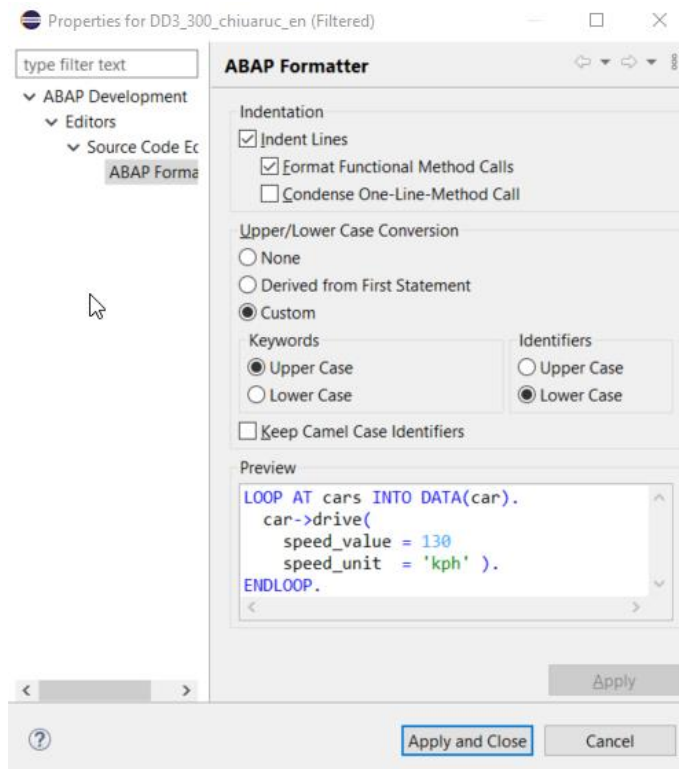 Properties for DD3_300_chiuaruc_en (Filtered)
type filter text
ABAP Development
Editors
Source Code Ec
ABAP Forma
ABAP Formatter
Indentation
Indent Lines
Format Functional Method Calls
Condense One-Line-Method Call
Upper/Lower Case Conversion
None
Derived from First Statement
Custom
Keywords
Upper Case
Lower Case
Identifiers
Upper Case
Lower Case
Keep Camel Case Identifiers
Preview
LOOP AT cars INTO DATA(car).
car->drive(
speed_value = 130
speed_unit  = 'kph' ).
ENDLOOP.
Apply
?
Apply and Close
Cancel